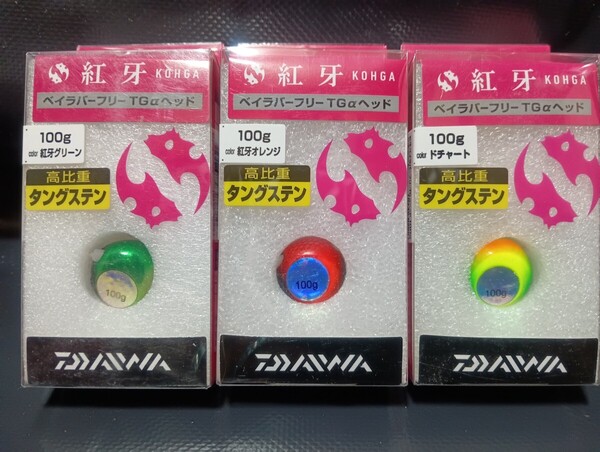 紅牙 KOHGA
ベイラバーフリーTGαヘッド
100g
color 紅牙グリーン
高比重
タングステン
100g
DAIWA
紅牙 KOHGA
ベイラバーフリーTGαヘッド
100g
color 紅牙オレンジ
高比重
タングステン
100g
DAIWA
紅牙 KOHGA
ベイラバーフリーTGαヘッド
100g
color ドチャート
高比重
タングステン
100g
DAIWA